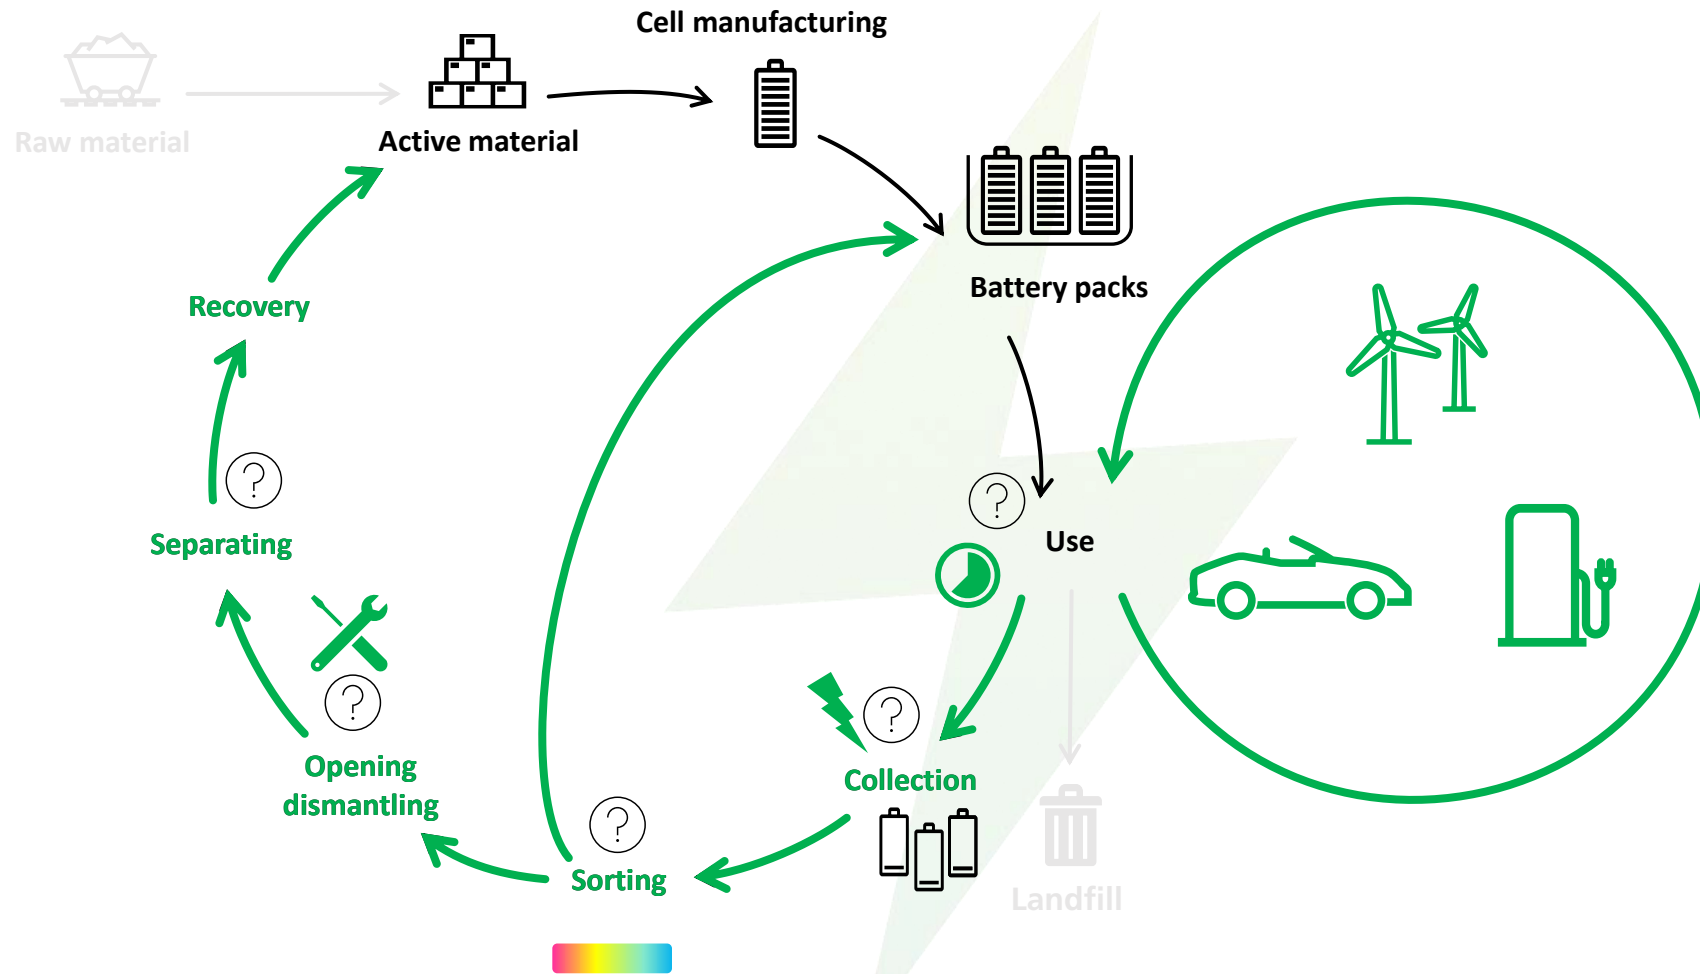 Cell manufacturing
Raw material
Active material
Battery packs
Recovery
?
?
Separating
Use
?
?
Opening
dismantling
Collection
?
Sorting
Landfill